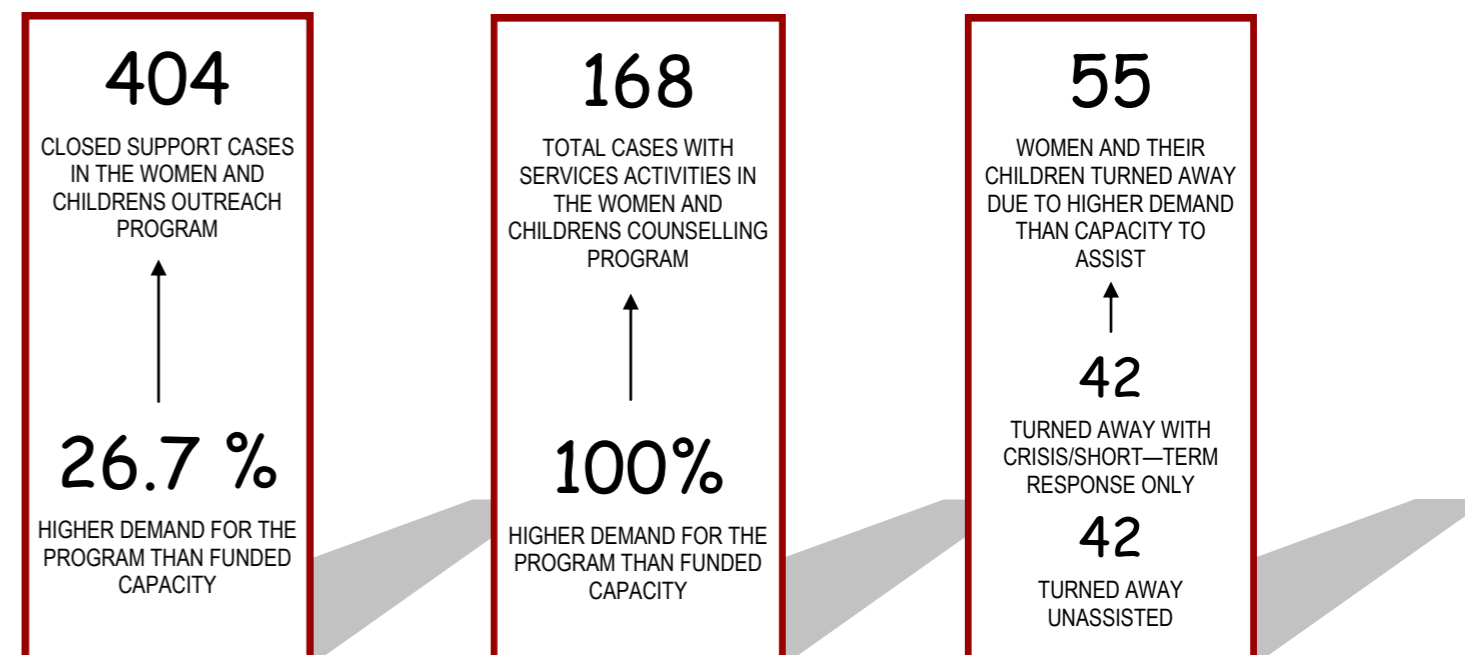 404
CLOSED SUPPORT CASES
IN THE WOMEN AND
CHILDRENS OUTREACH
PROGRAM
26.7 %
HIGHER DEMAND FOR THE
PROGRAM THAN FUNDED
CAPACITY
168
TOTAL CASES WITH
SERVICES ACTIVITIES IN
THE WOMEN AND
CHILDRENS COUNSELLING
PROGRAM
100%
HIGHER DEMAND FOR THE
PROGRAM THAN FUNDED
CAPACITY
55
WOMEN AND THEIR
CHILDREN TURNED AWAY
DUE TO HIGHER DEMAND
THAN CAPACITY TO
ASSIST
42
TURNED AWAY WITH
CRISIS/SHORT—TERM
RESPONSE ONLY
42
TURNED AWAY
UNASSISTED